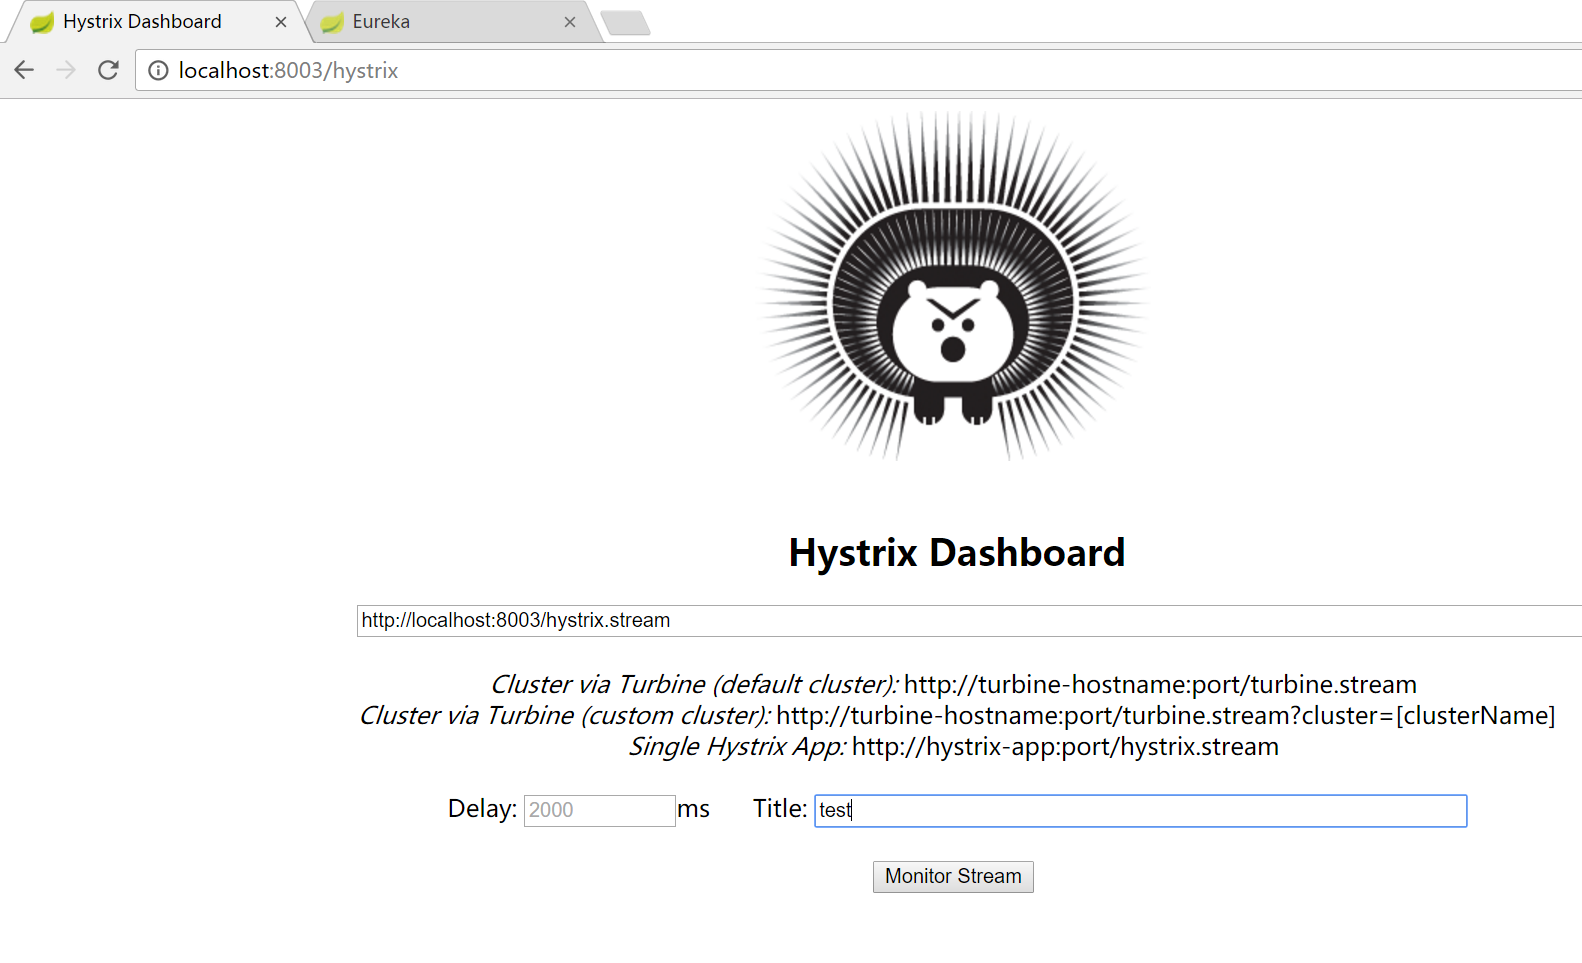 Hystrix Dashboard
Eureka
localhost:8003/hystrix
Hystrix Dashboard
http://localhost:8003/hystrix.stream
Cluster via Turbine (default cluster): http://turbine-hostname:port/turbine.stream
Cluster via Turbine (custom cluster): http://turbine-hostname:port/turbine.stream?cluster=[clusterName]
Single Hystrix App: http://hystrix-app:port/hystrix.stream
Delay: 2000 ms Title: test
Monitor Stream